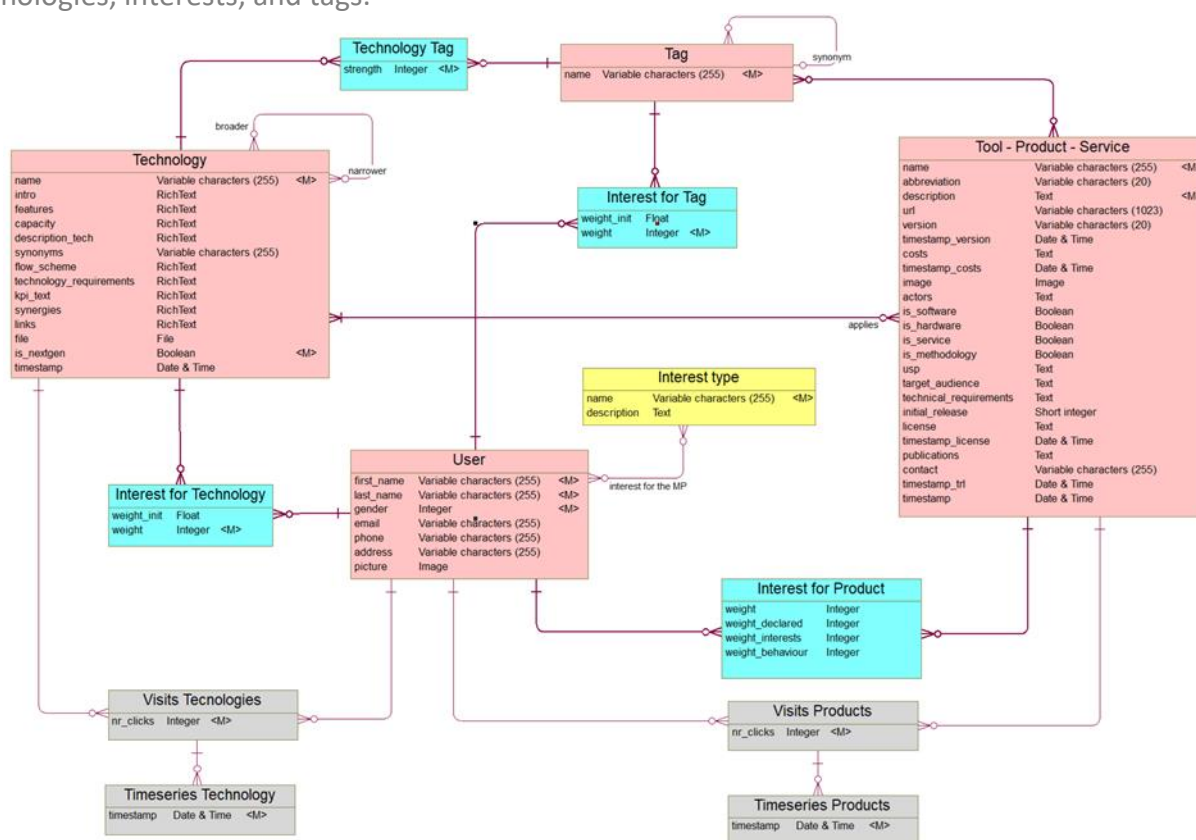 nologies, interests, and tags.
Technology Tag
strength Integer <M>
Tag
name Variable characters (255) <M>
synonym
broader
narrower
Technology
name Variable characters (255) <M>
intro RichText
features RichText
capacity RichText
description_tech RichText
synonyms Variable characters (255)
flow_scheme RichText
technology_requirements RichText
kpi_text RichText
synergies RichText
links RichText
file File
is_nextgen Boolean <M>
timestamp Date & Time
Interest for Tag
weight_init Float
weight Integer <M>
Tool - Product - Service
name Variable characters (255) <M
abbreviation Variable characters (20)
description Text <M
url Variable characters (1023)
version Variable characters (20)
timestamp_version Date & Time
costs Text
timestamp_costs Date & Time
image Image
actors Text
is_software Boolean
is_hardware Boolean
is_service Boolean
is_methodology Boolean
usp Text
target_audience Text
technical_requirements Text
initial_release Short integer
license Text
timestamp_license Date & Time
publications Text
contact Variable characters (255)
timestamp_trl Date & Time
timestamp Date & Time
applies
Interest type
name Variable characters (255) <M>
description Text
interest for the MP
User
first_name Variable characters (255) <M>
last_name Variable characters (255) <M>
gender Integer <M>
email Variable characters (255)
phone Variable characters (255)
address Variable characters (255)
picture Image
Interest for Technology
weight_init Float
weight Integer <M>
Interest for Product
weight Integer
weight_declared Integer
weight_interests Integer
weight_behaviour Integer
Visits Tecnologies
nr_clicks Integer <M>
Visits Products
nr_clicks Integer <M>
Timeseries Technology
timestamp Date & Time <M>
Timeseries Products
timestamp Date & Time <M>